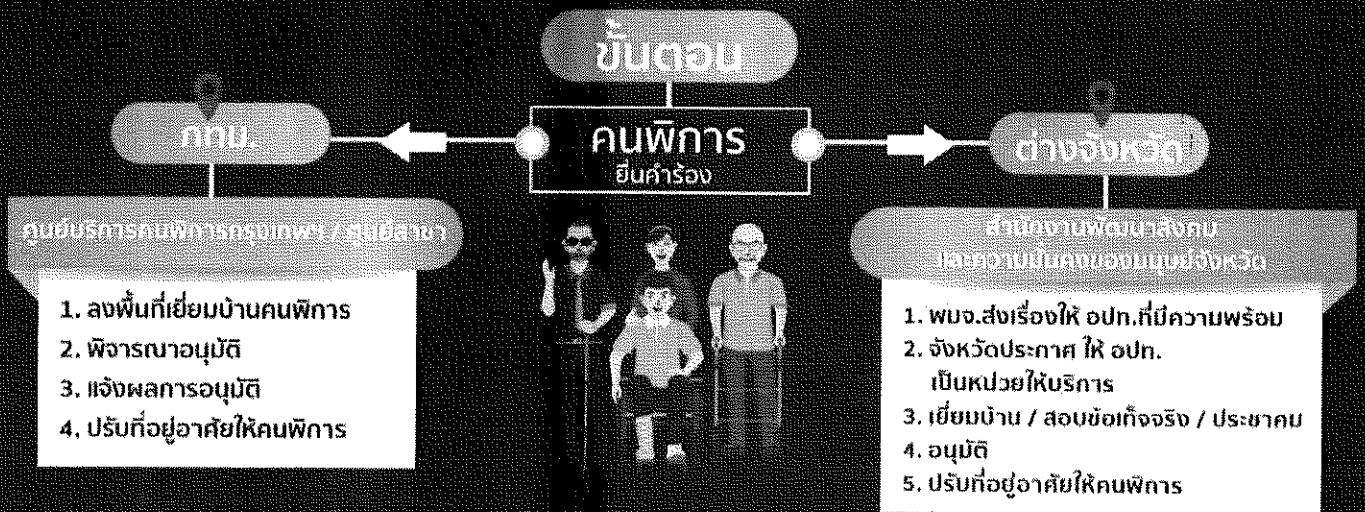 ขั้นตอน
คนพิการ
ยื่นคำร้อง
กทม.
ศูนย์บริการคนพิการกรุงเทพฯ / ศูนย์สาขา
1. ลงพื้นที่เยี่ยมบ้านคนพิการ
2. พิจารณาอนุมัติ
3. แจ้งผลการอนุมัติ
4. ปรับที่อยู่อาศัยให้คนพิการ
ต่างจังหวัด
สำนักงานพัฒนาสังคม
และความมั่นคงของมนุษย์จังหวัด
1. พมจ.ส่งเรื่องให้ อปท.ที่มีความพร้อม
2. จังหวัดประกาศ ให้ อปท.
เป็นหน่วยให้บริการ
3. เยี่ยมบ้าน / สอบข้อเท็จจริง / ประชาคม
4. อนุมัติ
5. ปรับที่อยู่อาศัยให้คนพิการ